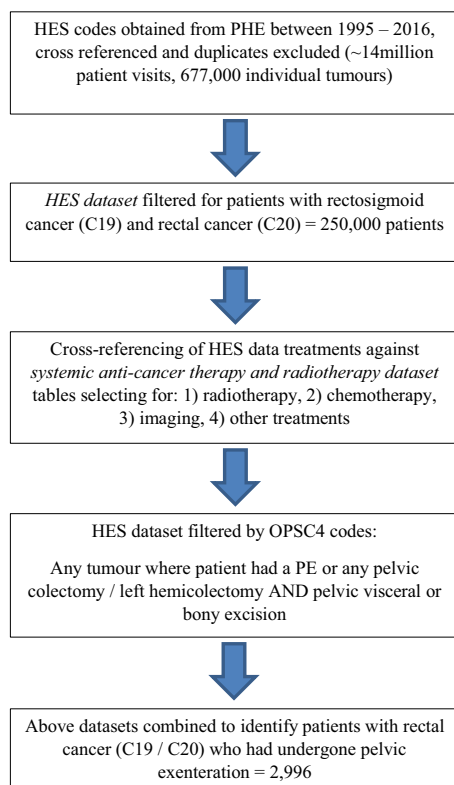 HES codes obtained from PHE between 1995 – 2016,
cross referenced and duplicates excluded (~14million
patient visits, 677,000 individual tumours)
HES dataset filtered for patients with rectosigmoid
cancer (C19) and rectal cancer (C20) = 250,000 patients
Cross-referencing of HES data treatments against
systemic anti-cancer therapy and radiotherapy dataset
tables selecting for: 1) radiotherapy, 2) chemotherapy,
3) imaging, 4) other treatments
HES dataset filtered by OPSC4 codes:
Any tumour where patient had a PE or any pelvic
colectomy / left hemicolectomy AND pelvic visceral or
bony excision
Above datasets combined to identify patients with rectal
cancer (C19 / C20) who had undergone pelvic
exenteration = 2,996